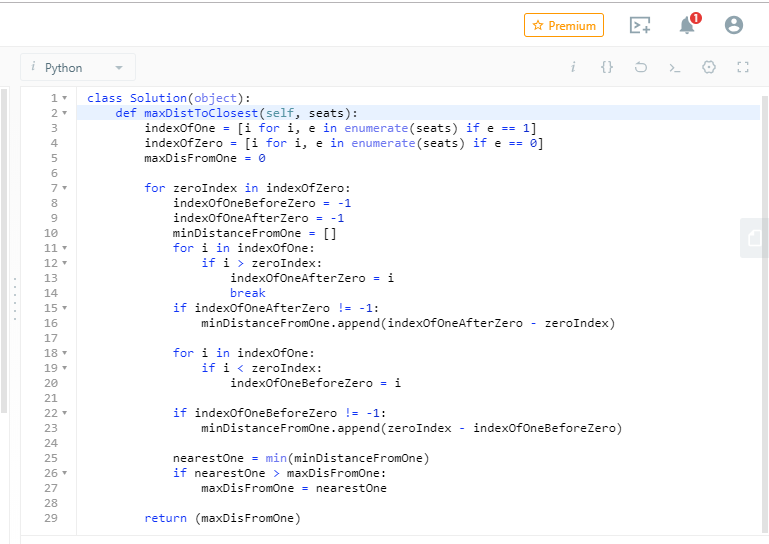 Premium
1
i Python
i {}
1 class Solution(object):
2     def maxDistToClosest(self, seats):
3         indexOfOne = [i for i, e in enumerate(seats) if e == 1]
4         indexOfZero = [i for i, e in enumerate(seats) if e == 0]
5         maxDisFromOne = 0
6
7         for zeroIndex in indexOfZero:
8             indexOfOneBeforeZero = -1
9             indexOfOneAfterZero = -1
10             minDistanceFromOne = []
11             for i in indexOfOne:
12                 if i > zeroIndex:
13                     indexOfOneAfterZero = i
14                     break
15             if indexOfOneAfterZero != -1:
16                 minDistanceFromOne.append(indexOfOneAfterZero - zeroIndex)
17
18             for i in indexOfOne:
19                 if i < zeroIndex:
20                     indexOfOneBeforeZero = i
21
22             if indexOfOneBeforeZero != -1:
23                 minDistanceFromOne.append(zeroIndex - indexOfOneBeforeZero)
24
25             nearestOne = min(minDistanceFromOne)
26             if nearestOne > maxDisFromOne:
27                 maxDisFromOne = nearestOne
28
29         return (maxDisFromOne)